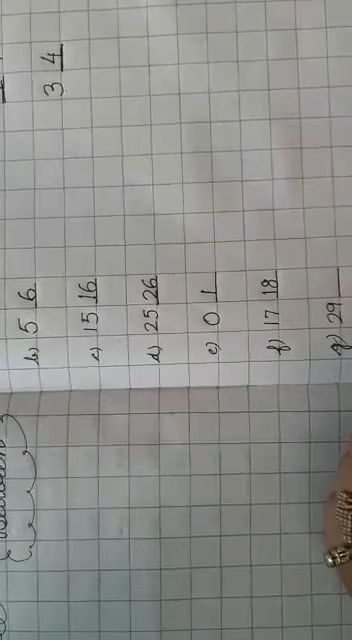 3 4
b) 5 6
c) 15 16
d) 25 26
e) 0 1
f) 17 18
g) 29 _